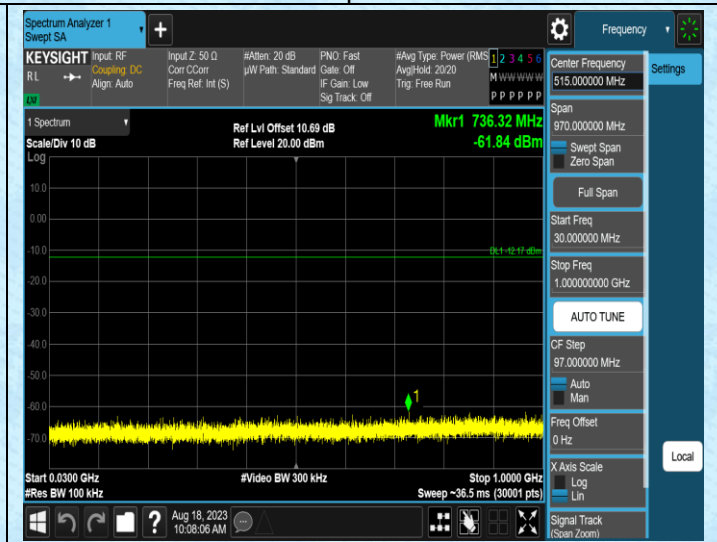 Spectrum Analyzer 1
Swept SA
+
Frequency
KEYSIGHT
RL
LXI
Input: RF
Coupling: DC
Align: Auto
Input Z: 50 Ω
Corr CCorr
Freq Ref: Int (S)
#Atten: 20 dB
µW Path: Standard
PNO: Fast
Gate: Off
IF Gain: Low
Sig Track: Off
#Avg Type: Power (RMS
Avg|Hold: 20/20
Trig: Free Run
1 2 3 4 5 6
M W W W W W
P P P P P P
1 Spectrum
Scale/Div 10 dB
Log
Ref Lvl Offset 10.69 dB
Ref Level 20.00 dBm
Mkr1 736.32 MHz
-61.84 dBm
10.0
0.00
-10.0
DL1 -12.17 dBm
-20.0
-30.0
-40.0
-50.0
-60.0
1
-70.0
Start 0.0300 GHz
#Res BW 100 kHz
#Video BW 300 kHz
Stop 1.0000 GHz
Sweep ~36.5 ms (30001 pts)
?
Aug 18, 2023
10:08:06 AM
Center Frequency
515.000000 MHz
Span
970.000000 MHz
Swept Span
Zero Span
Full Span
Start Freq
30.000000 MHz
Stop Freq
1.000000000 GHz
AUTO TUNE
CF Step
97.000000 MHz
Auto
Man
Freq Offset
0 Hz
X Axis Scale
Log
Lin
Signal Track
(Span Zoom)
Settings
Local